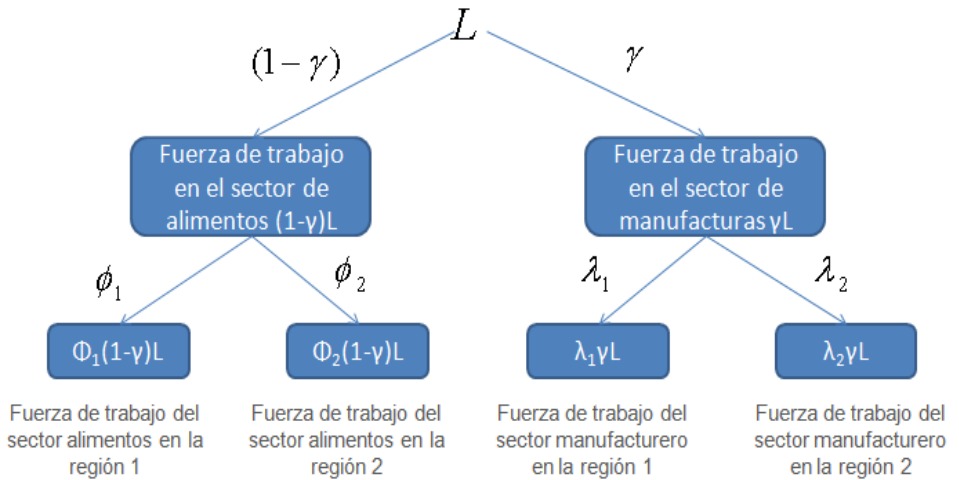 L
(1− γ)
γ
Fuerza de trabajo
en el sector de
alimentos (1-γ)L
Fuerza de trabajo
en el sector de
manufacturas γL
ϕ₁
ϕ₂
λ₁
λ₂
Φ₁(1-γ)L
Φ₂(1-γ)L
λ₁γL
λ₂γL
Fuerza de trabajo del
sector alimentos en la
región 1
Fuerza de trabajo del
sector alimentos en la
región 2
Fuerza de trabajo del
sector manufacturero
en la región 1
Fuerza de trabajo del
sector manufacturero
en la región 2